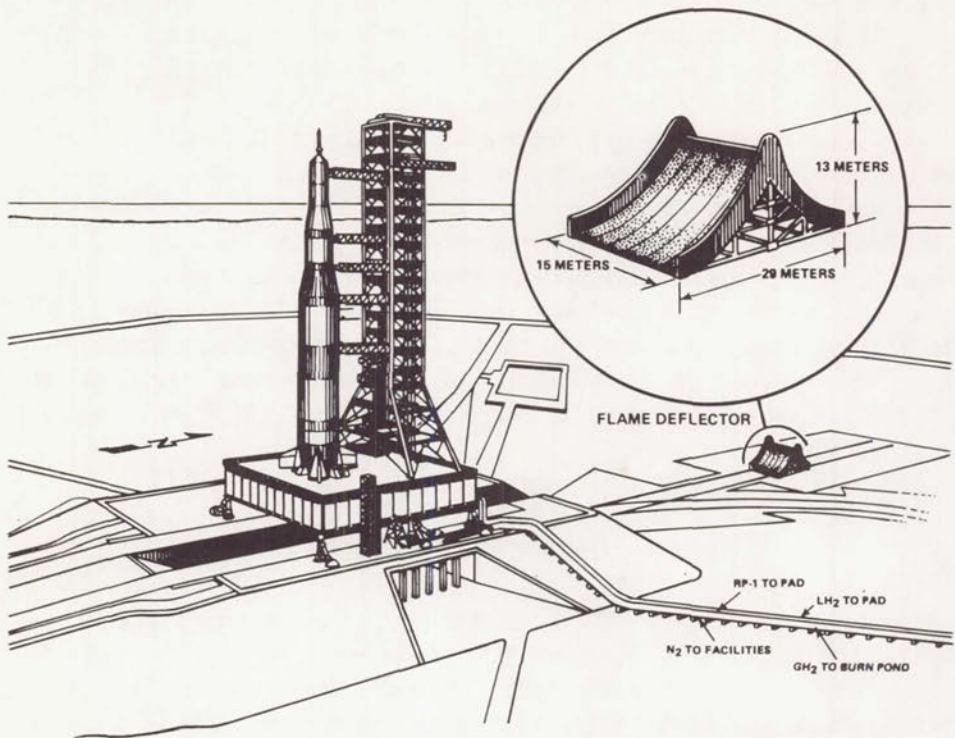 13 METERS
15 METERS
29 METERS
FLAME DEFLECTOR
RP-1 TO PAD
LH₂ TO PAD
N₂ TO FACILITIES
GH₂ TO BURN POND